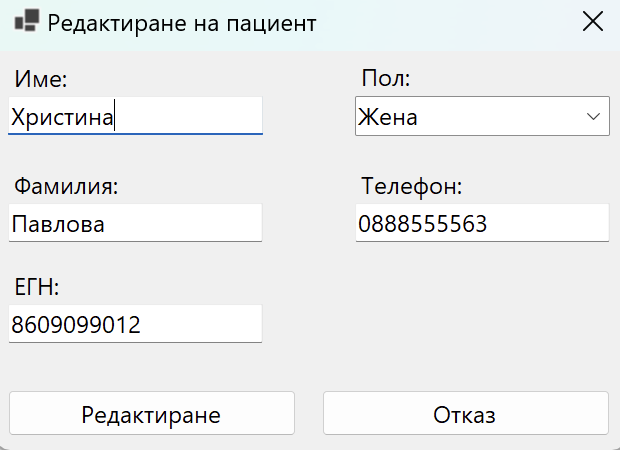 Редактиране на пациент
Име:
Христина
Пол:
Жена
Фамилия:
Павлова
Телефон:
0888555563
ЕГН:
8609099012
Редактиране
Отказ